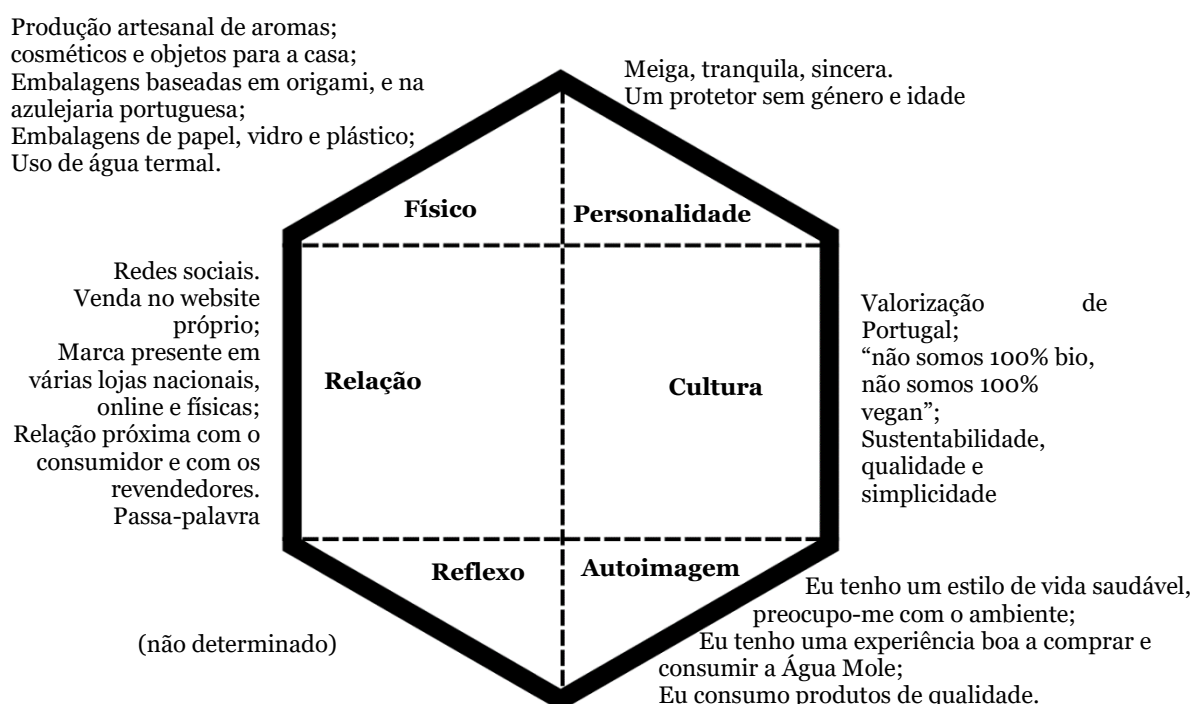 Produção artesanal de aromas;
cosméticos e objetos para a casa;
Embalagens baseadas em origami, e na
azulejaria portuguesa;
Embalagens de papel, vidro e plástico;
Uso de água termal.
Meiga, tranquila, sincera.
Um protetor sem género e idade
Físico
Personalidade
Redes sociais.
Venda no website
próprio;
Marca presente em
várias lojas nacionais,
online e físicas;
Relação próxima com o
consumidor e com os
revendedores.
Passa-palavra
Relação
Cultura
Valorização de
Portugal;
“não somos 100% bio,
não somos 100%
vegan”;
Sustentabilidade,
qualidade e
simplicidade
Reflexo
Autoimagem
(não determinado)
Eu tenho um estilo de vida saudável,
preocupo-me com o ambiente;
Eu tenho uma experiência boa a comprar e
consumir a Água Mole;
Eu consumo produtos de qualidade.